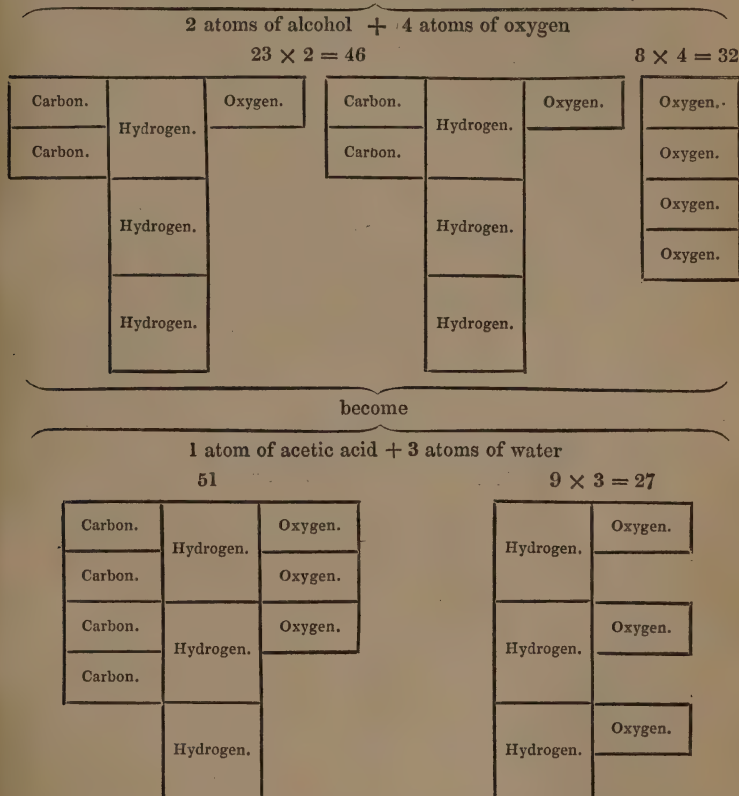 2 atoms of alcohol + 4 atoms of oxygen
23 × 2 = 46 8 × 4 = 32
Carbon. Hydrogen. Oxygen. Carbon. Hydrogen. Oxygen. Oxygen.
Carbon. Carbon. Oxygen.
Hydrogen. Hydrogen. Oxygen.
Oxygen.
Hydrogen. Hydrogen.
become
1 atom of acetic acid + 3 atoms of water
51 9 × 3 = 27
Carbon. Hydrogen. Oxygen. Hydrogen. Oxygen.
Carbon. Oxygen.
Carbon. Hydrogen. Oxygen. Hydrogen. Oxygen.
Carbon.
Hydrogen. Hydrogen. Oxygen.